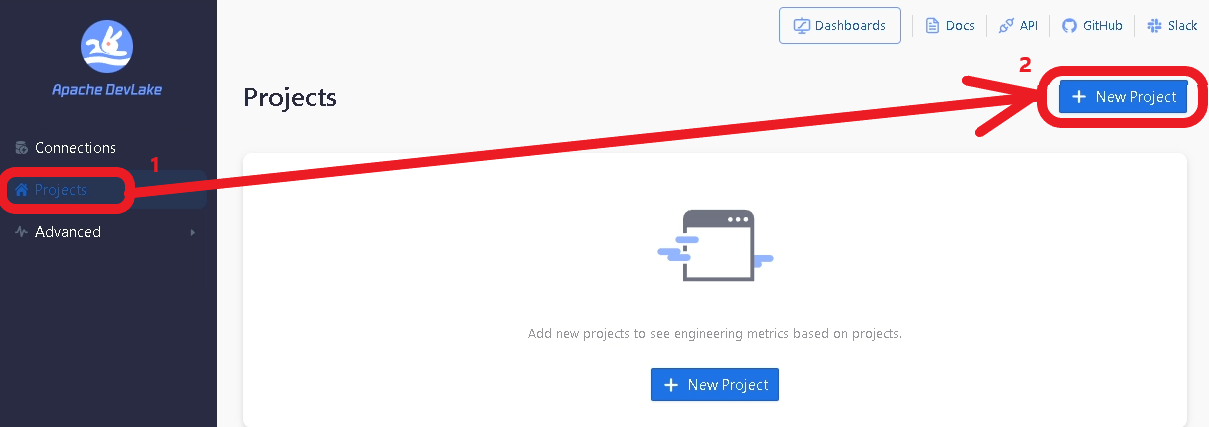 Apache DevLake
Connections
1
Projects
Advanced
Dashboards
Docs
API
GitHub
Slack
Projects
2
+ New Project
Add new projects to see engineering metrics based on projects.
+ New Project